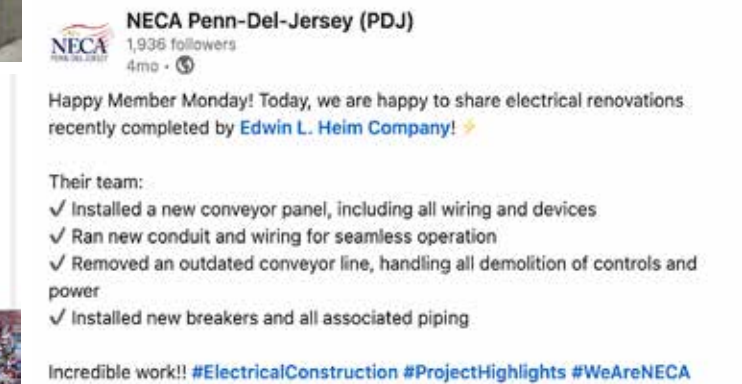 NECA
PENN-DEL-JERSEY
NECA Penn-Del-Jersey (PDJ)
1,936 followers
4mo •
Happy Member Monday! Today, we are happy to share electrical renovations
recently completed by Edwin L. Heim Company! ⚡
Their team:
✓ Installed a new conveyor panel, including all wiring and devices
✓ Ran new conduit and wiring for seamless operation
✓ Removed an outdated conveyor line, handling all demolition of controls and
power
✓ Installed new breakers and all associated piping
Incredible work!! #ElectricalConstruction #ProjectHighlights #WeAreNECA